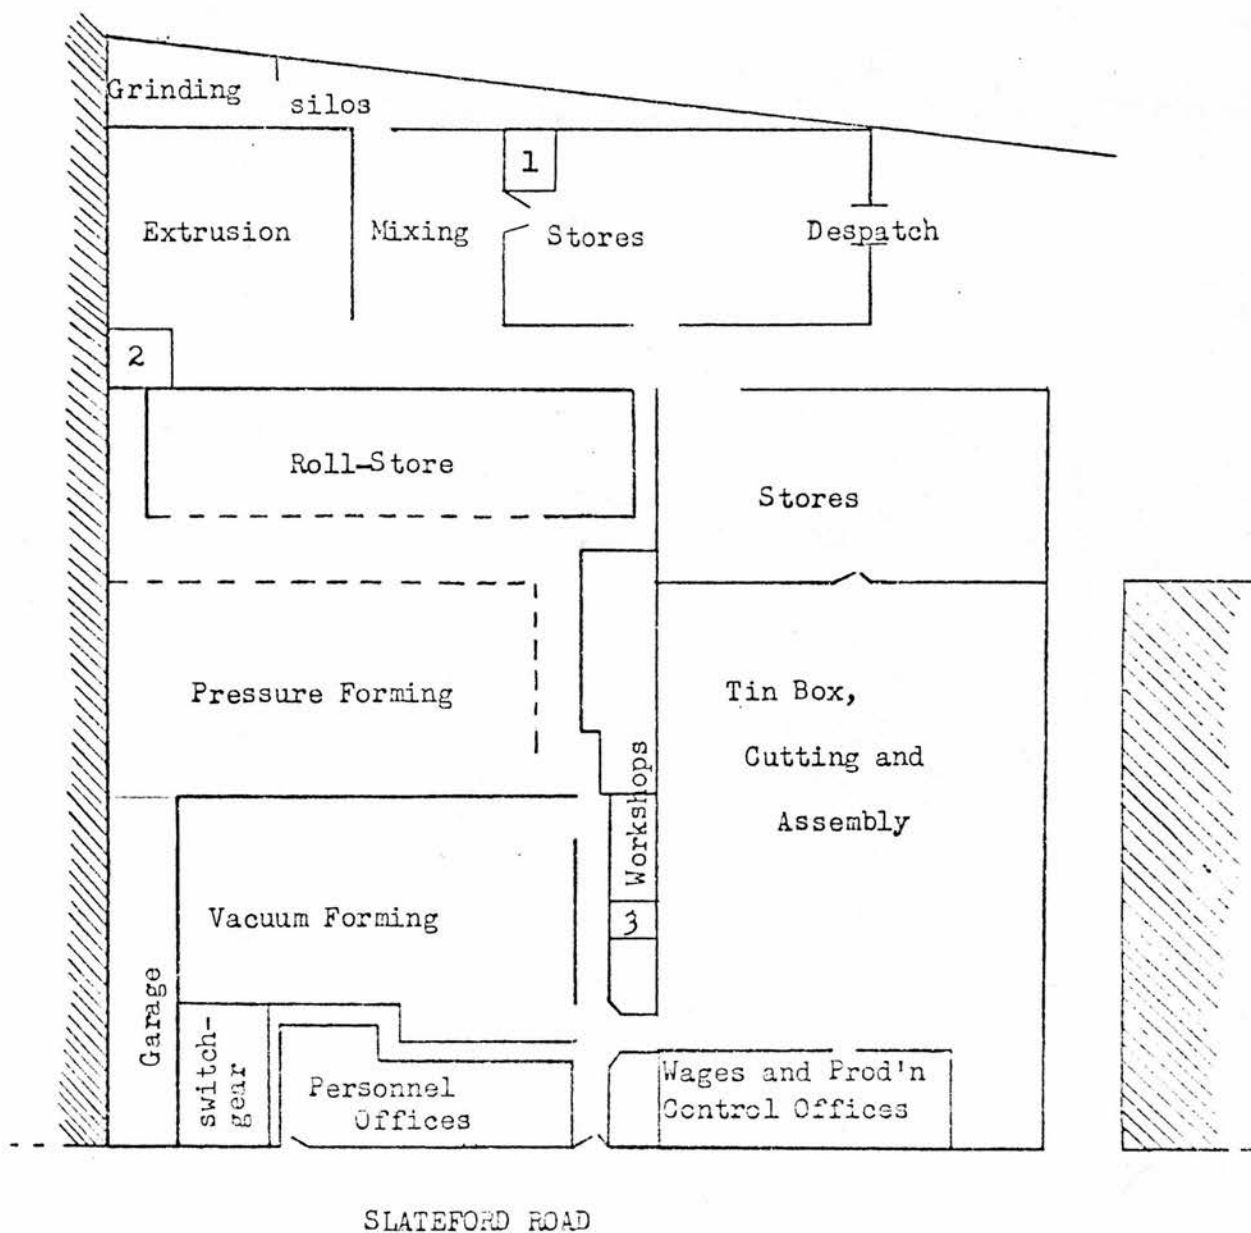 Grinding
silos
1
Extrusion
Mixing
Stores
Despatch
2
Roll-Store
Stores
Pressure Forming
Tin Box,
Cutting and
Assembly
Workshops
Vacuum Forming
3
Garage
switch-
gear
Personnel
Offices
Wages and Prod'n
Control Offices
SLATEFORD ROAD